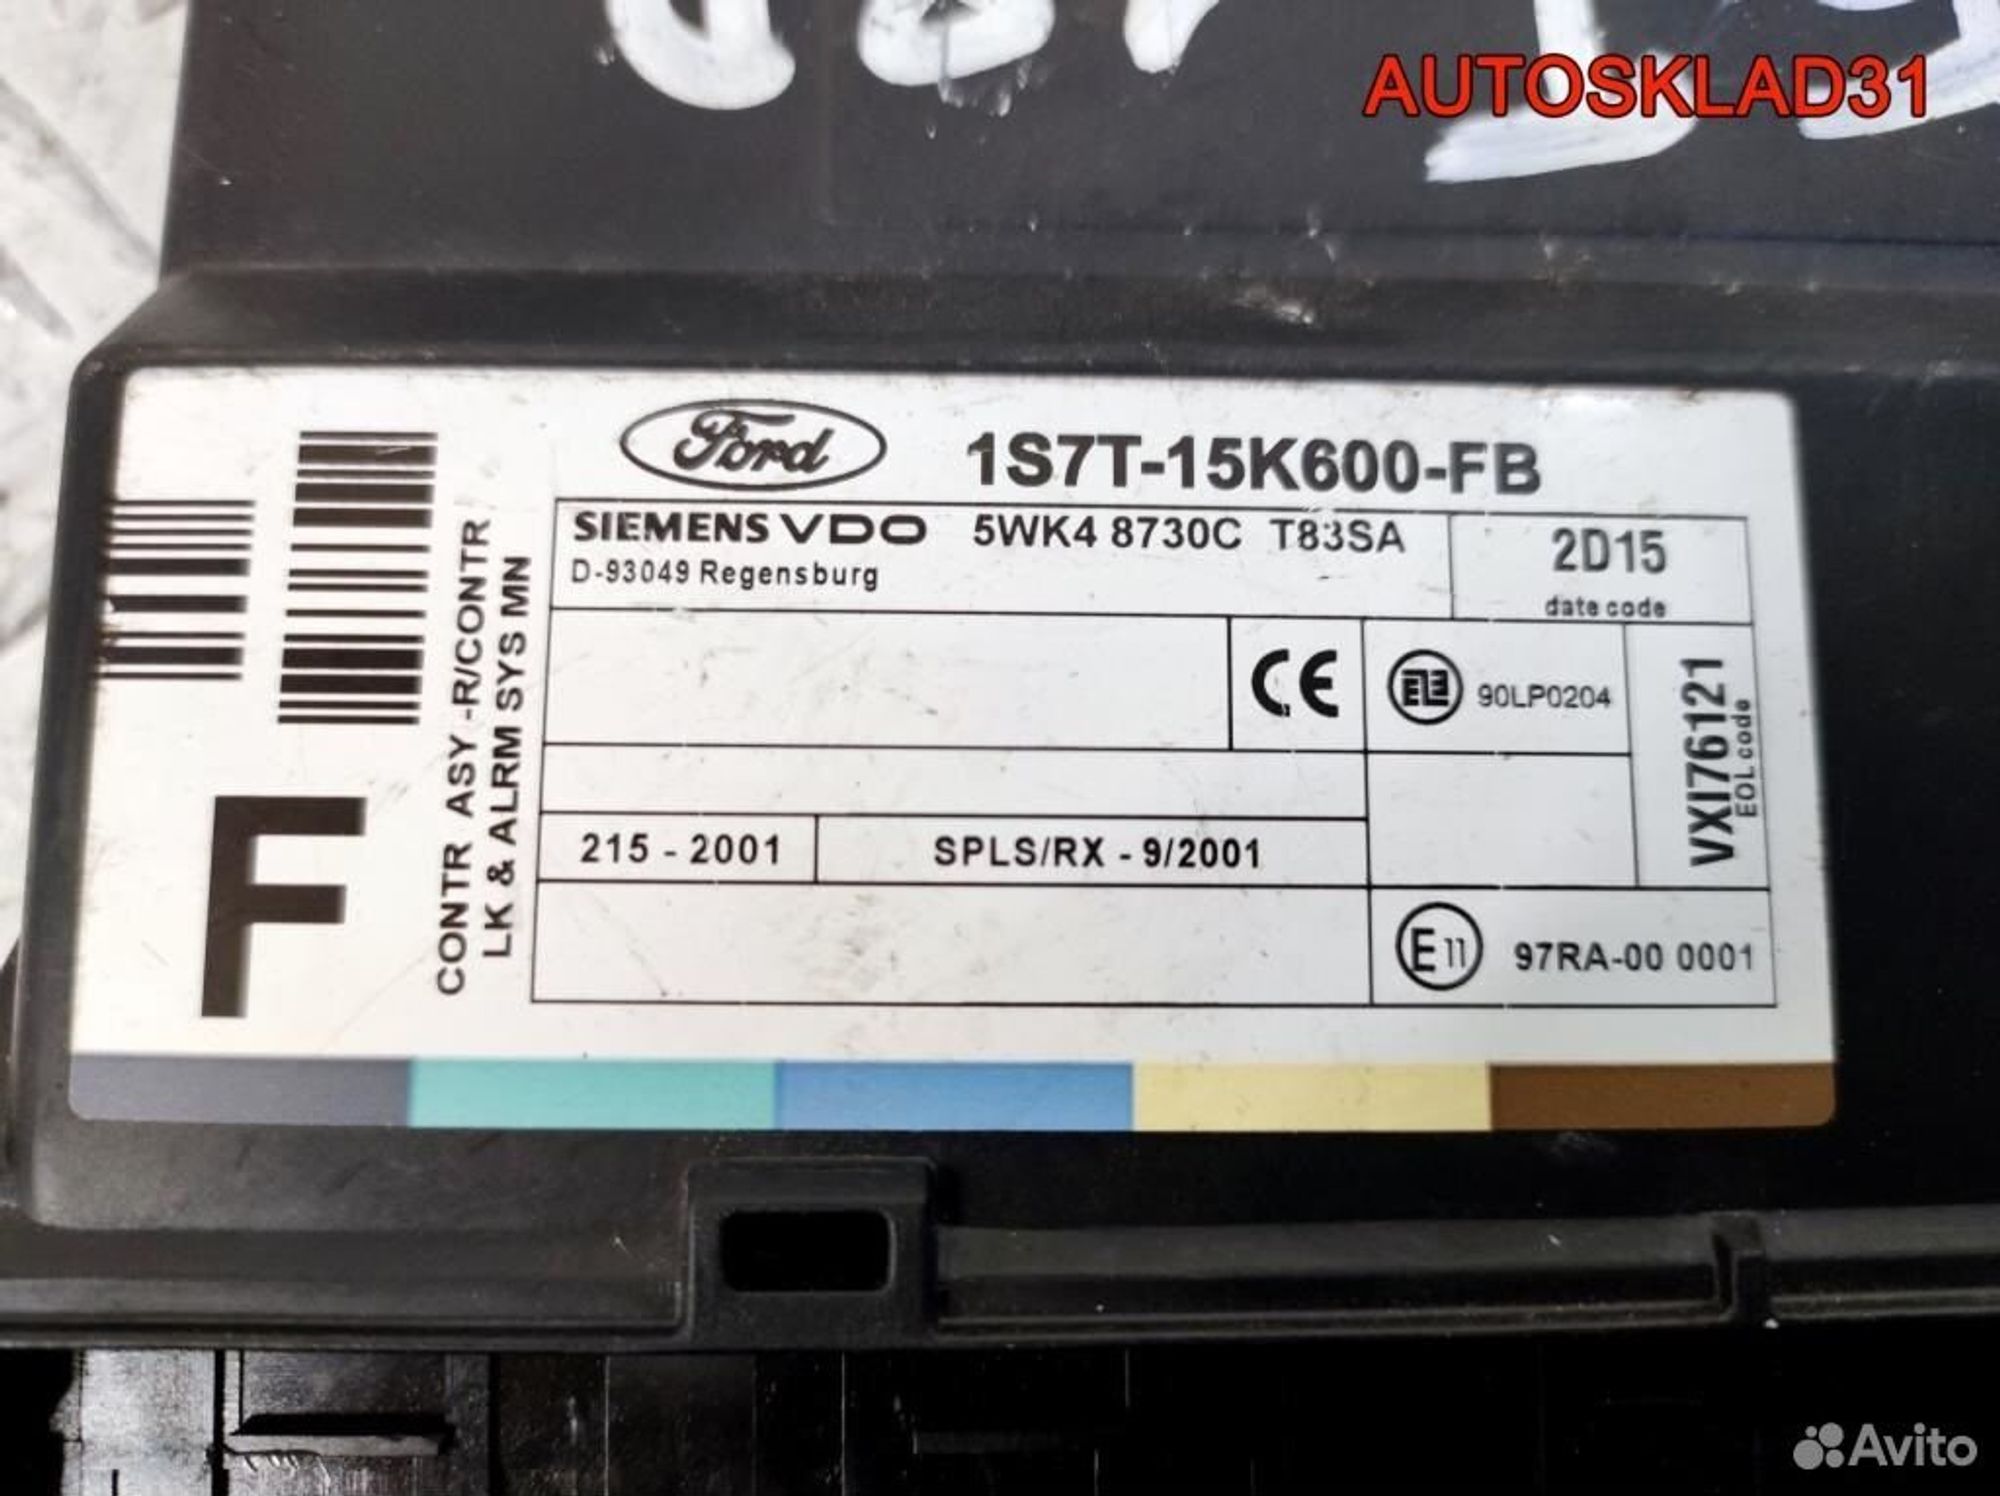 AUTOSKLAD31
Ford 1S7T-15K600-FB
SIEMENS VDO 5WK4 8730C T83SA 2D15
D-93049 Regensburg date code
CE 90LP0204
VXI76121
EOL code
215 - 2001 SPLS/RX - 9/2001
E11 97RA-00 0001
CONTR ASY -R/CONTR
LK & ALRM SYS MN
F
Avito